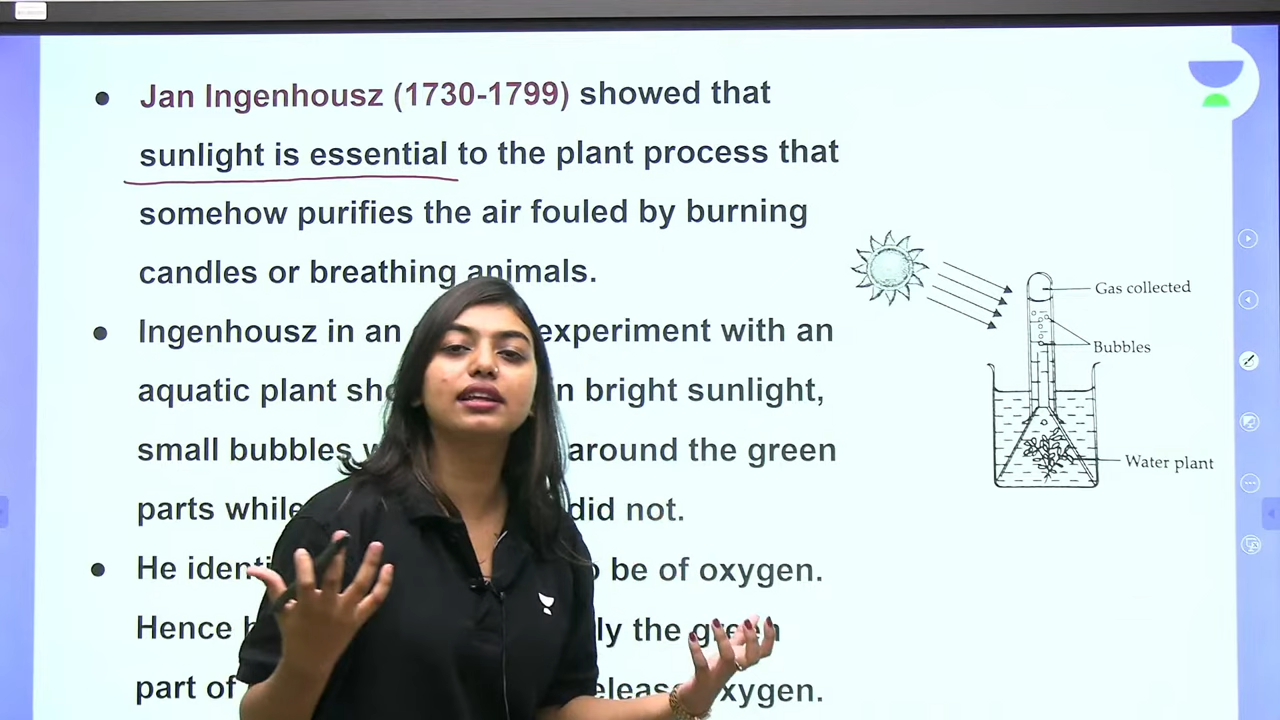 Jan Ingenhousz (1730-1799) showed that
sunlight is essential to the plant process that
somehow purifies the air fouled by burning
candles or breathing animals.
Ingenhousz in an experiment with an
aquatic plant in bright sunlight,
small bubbles around the green
parts while did not.
He be of oxygen.
Hence the green
part of oxygen.
Gas collected
Bubbles
Water plant